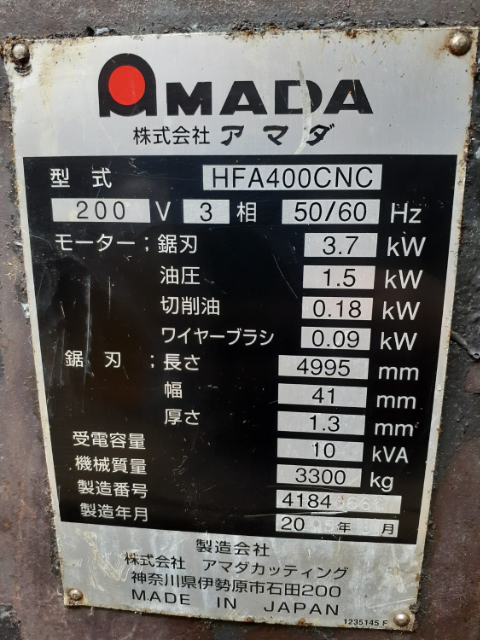 AMADA
株式会社 アマダ
型式 HFA400CNC
200 V 3 相 50/60 Hz
モーター;鋸刃 3.7 kW
油圧 1.5 kW
切削油 0.18 kW
ワイヤーブラシ 0.09 kW
鋸刃;長さ 4995 mm
幅 41 mm
厚さ 1.3 mm
受電容量 10 kVA
機械質量 3300 kg
製造番号 4184
製造年月 20 年 月
製造会社
株式会社 アマダカッティング
神奈川県伊勢原市石田200
MADE IN JAPAN
1235145 F